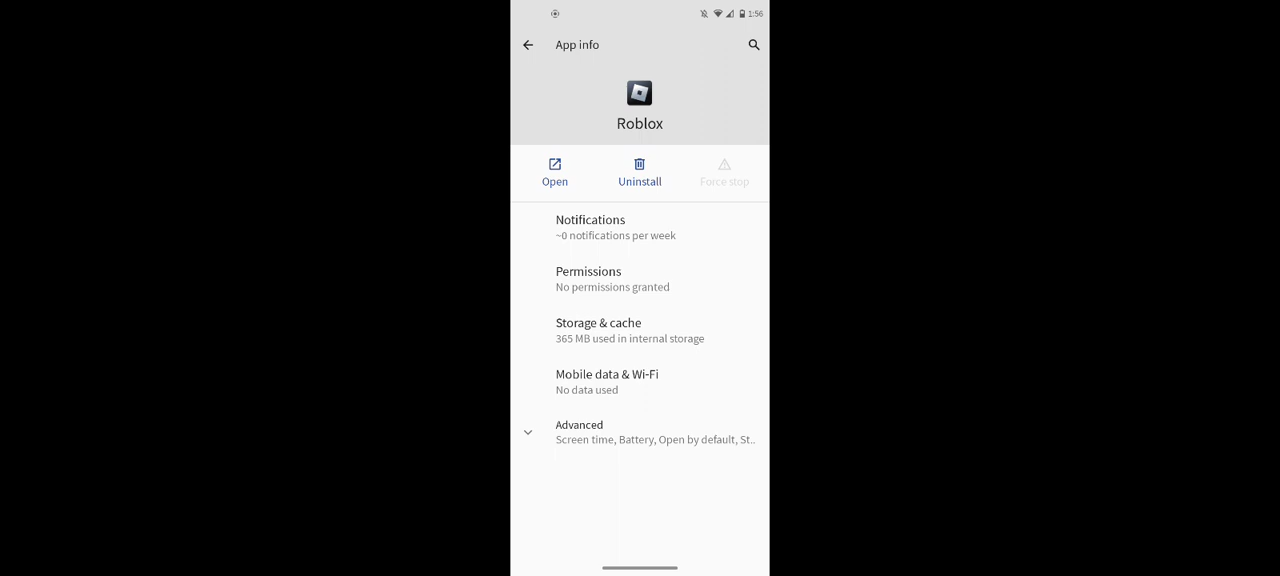 1:56
App info
Roblox
Open
Uninstall
Force stop
Notifications
~0 notifications per week
Permissions
No permissions granted
Storage & cache
365 MB used in internal storage
Mobile data & Wi-Fi
No data used
Advanced
Screen time, Battery, Open by default, St..